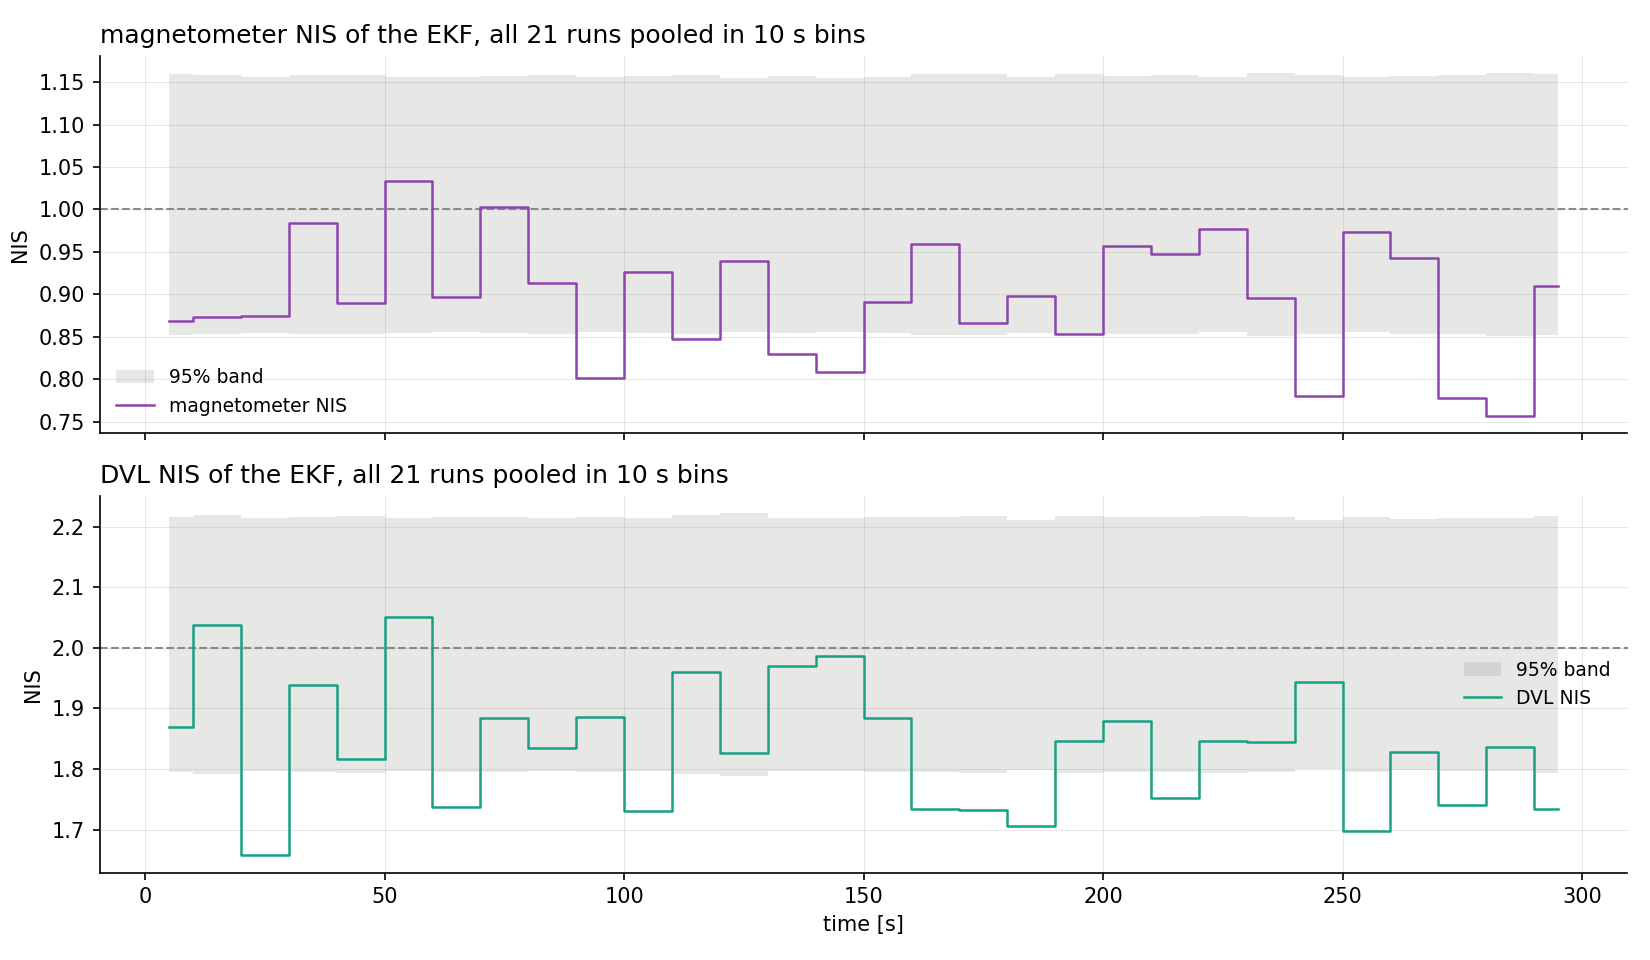 magnetometer NIS of the EKF, all 21 runs pooled in 10 s bins
1.15
1.10
1.05
1.00
0.95
0.90
0.85
0.80
0.75
NIS
95% band
magnetometer NIS
DVL NIS of the EKF, all 21 runs pooled in 10 s bins
2.2
2.1
2.0
1.9
1.8
1.7
NIS
95% band
DVL NIS
0 50 100 150 200 250 300
time [s]